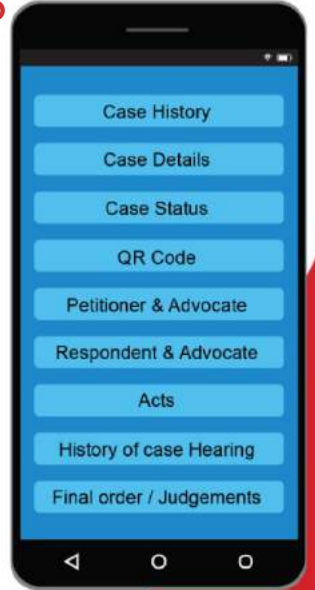 Case History
Case Details
Case Status
QR Code
Petitioner & Advocate
Respondent & Advocate
Acts
History of case Hearing
Final order / Judgements